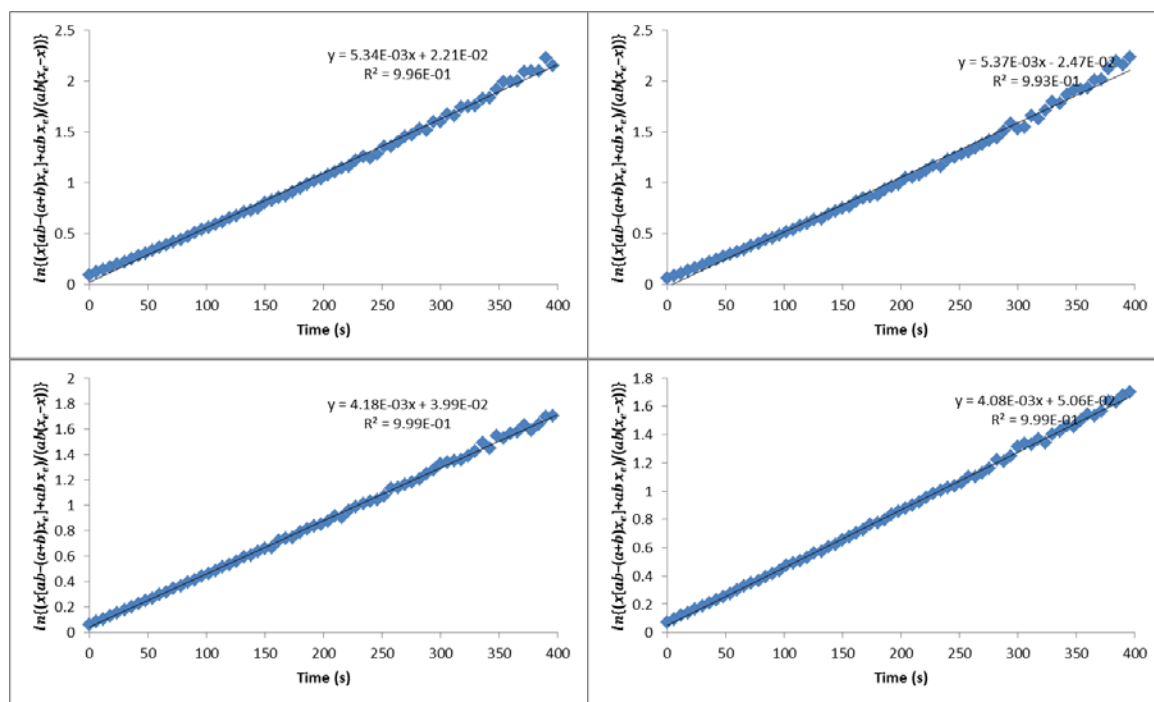 2.5
2
1.5
1
0.5
0
y = 5.34E-03x + 2.21E-02
R² = 9.96E-01
ln{(x[ab−(a+b)xₑ]+ab xₑ)/(ab(xₑ−x))}
0 50 100 150 200 250 300 350 400
Time (s)
2.5
2
1.5
1
0.5
0
y = 5.37E-03x - 2.47E-02
R² = 9.93E-01
ln{(x[ab−(a+b)xₑ]+ab xₑ)/(ab(xₑ−x))}
0 50 100 150 200 250 300 350 400
Time (s)
2
1.8
1.6
1.4
1.2
1
0.8
0.6
0.4
0.2
0
y = 4.18E-03x + 3.99E-02
R² = 9.99E-01
ln{(x[ab−(a+b)xₑ]+ab xₑ)/(ab(xₑ−x))}
0 50 100 150 200 250 300 350 400
Time (s)
1.8
1.6
1.4
1.2
1
0.8
0.6
0.4
0.2
0
y = 4.08E-03x + 5.06E-02
R² = 9.99E-01
ln{(x[ab−(a+b)xₑ]+ab xₑ)/(ab(xₑ−x))}
0 50 100 150 200 250 300 350 400
Time (s)